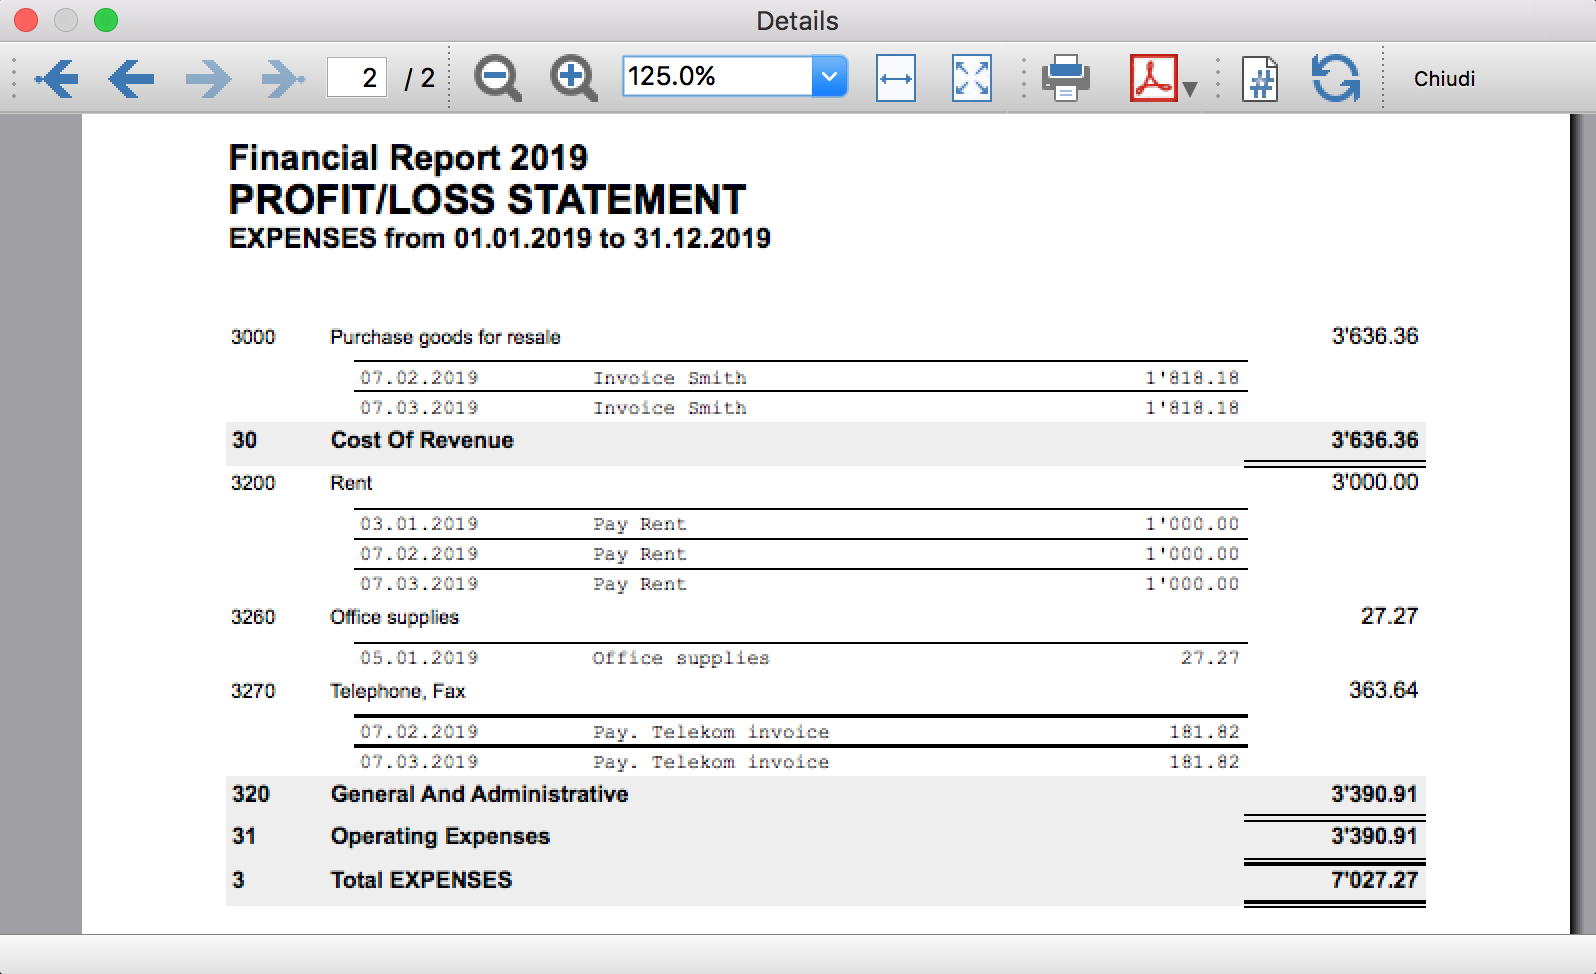 Details
2 / 2 125.0% # Chiudi
Financial Report 2019
PROFIT/LOSS STATEMENT
EXPENSES from 01.01.2019 to 31.12.2019
3000 Purchase goods for resale 3'636.36
07.02.2019 Invoice Smith 1'818.18
07.03.2019 Invoice Smith 1'818.18
30 Cost Of Revenue 3'636.36
3200 Rent 3'000.00
03.01.2019 Pay Rent 1'000.00
07.02.2019 Pay Rent 1'000.00
07.03.2019 Pay Rent 1'000.00
3260 Office supplies 27.27
05.01.2019 Office supplies 27.27
3270 Telephone, Fax 363.64
07.02.2019 Pay. Telekom invoice 181.82
07.03.2019 Pay. Telekom invoice 181.82
320 General And Administrative 3'390.91
31 Operating Expenses 3'390.91
3 Total EXPENSES 7'027.27